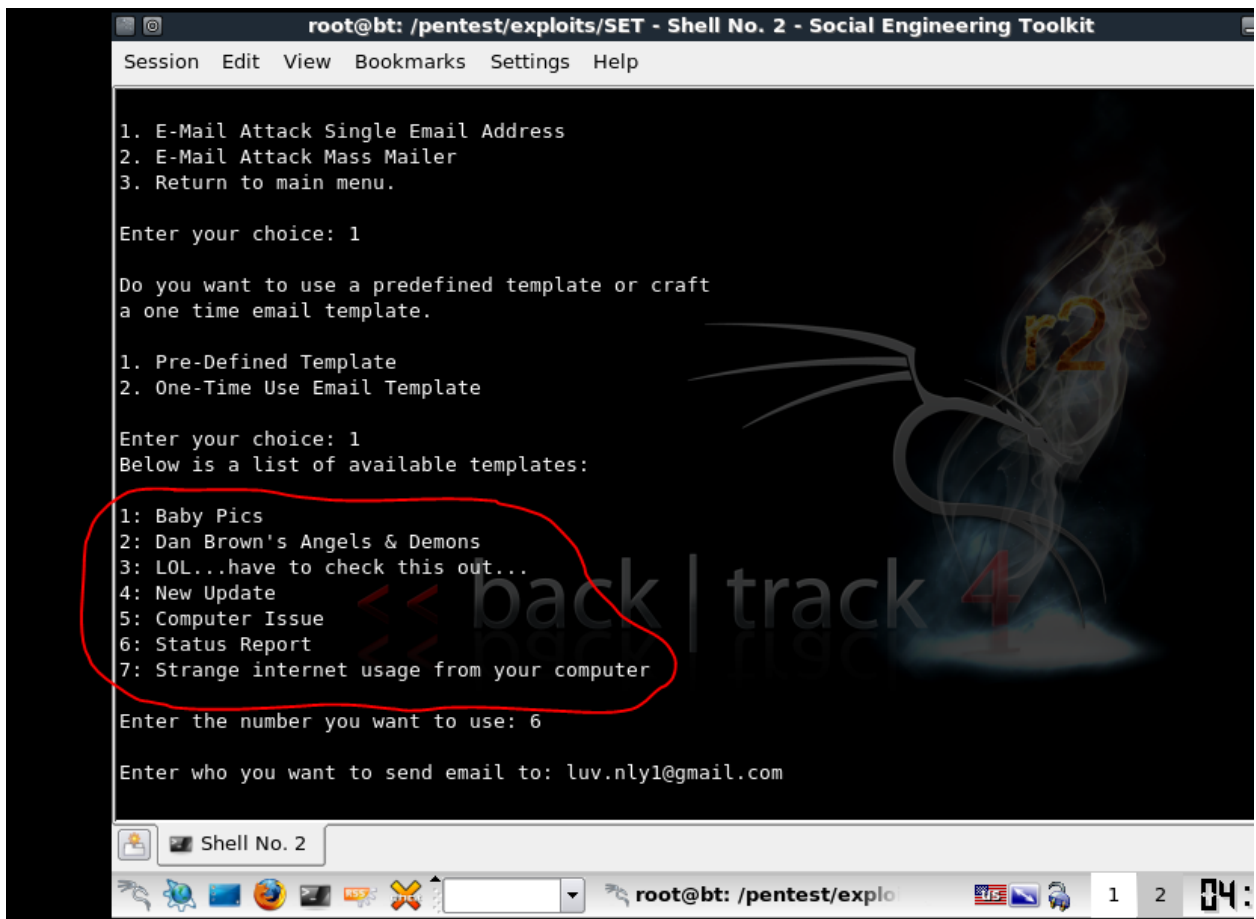 root@bt: /pentest/exploits/SET - Shell No. 2 - Social Engineering Toolkit
Session Edit View Bookmarks Settings Help
1. E-Mail Attack Single Email Address
2. E-Mail Attack Mass Mailer
3. Return to main menu.
Enter your choice: 1
Do you want to use a predefined template or craft
a one time email template.
1. Pre-Defined Template
2. One-Time Use Email Template
Enter your choice: 1
Below is a list of available templates:
1: Baby Pics
2: Dan Brown's Angels & Demons
3: LOL...have to check this out...
4: New Update
5: Computer Issue
6: Status Report
7: Strange internet usage from your computer
Enter the number you want to use: 6
Enter who you want to send email to: luv.nly1@gmail.com
r2
<< back | track 4
Shell No. 2
root@bt: /pentest/explo
US
1 2 04: